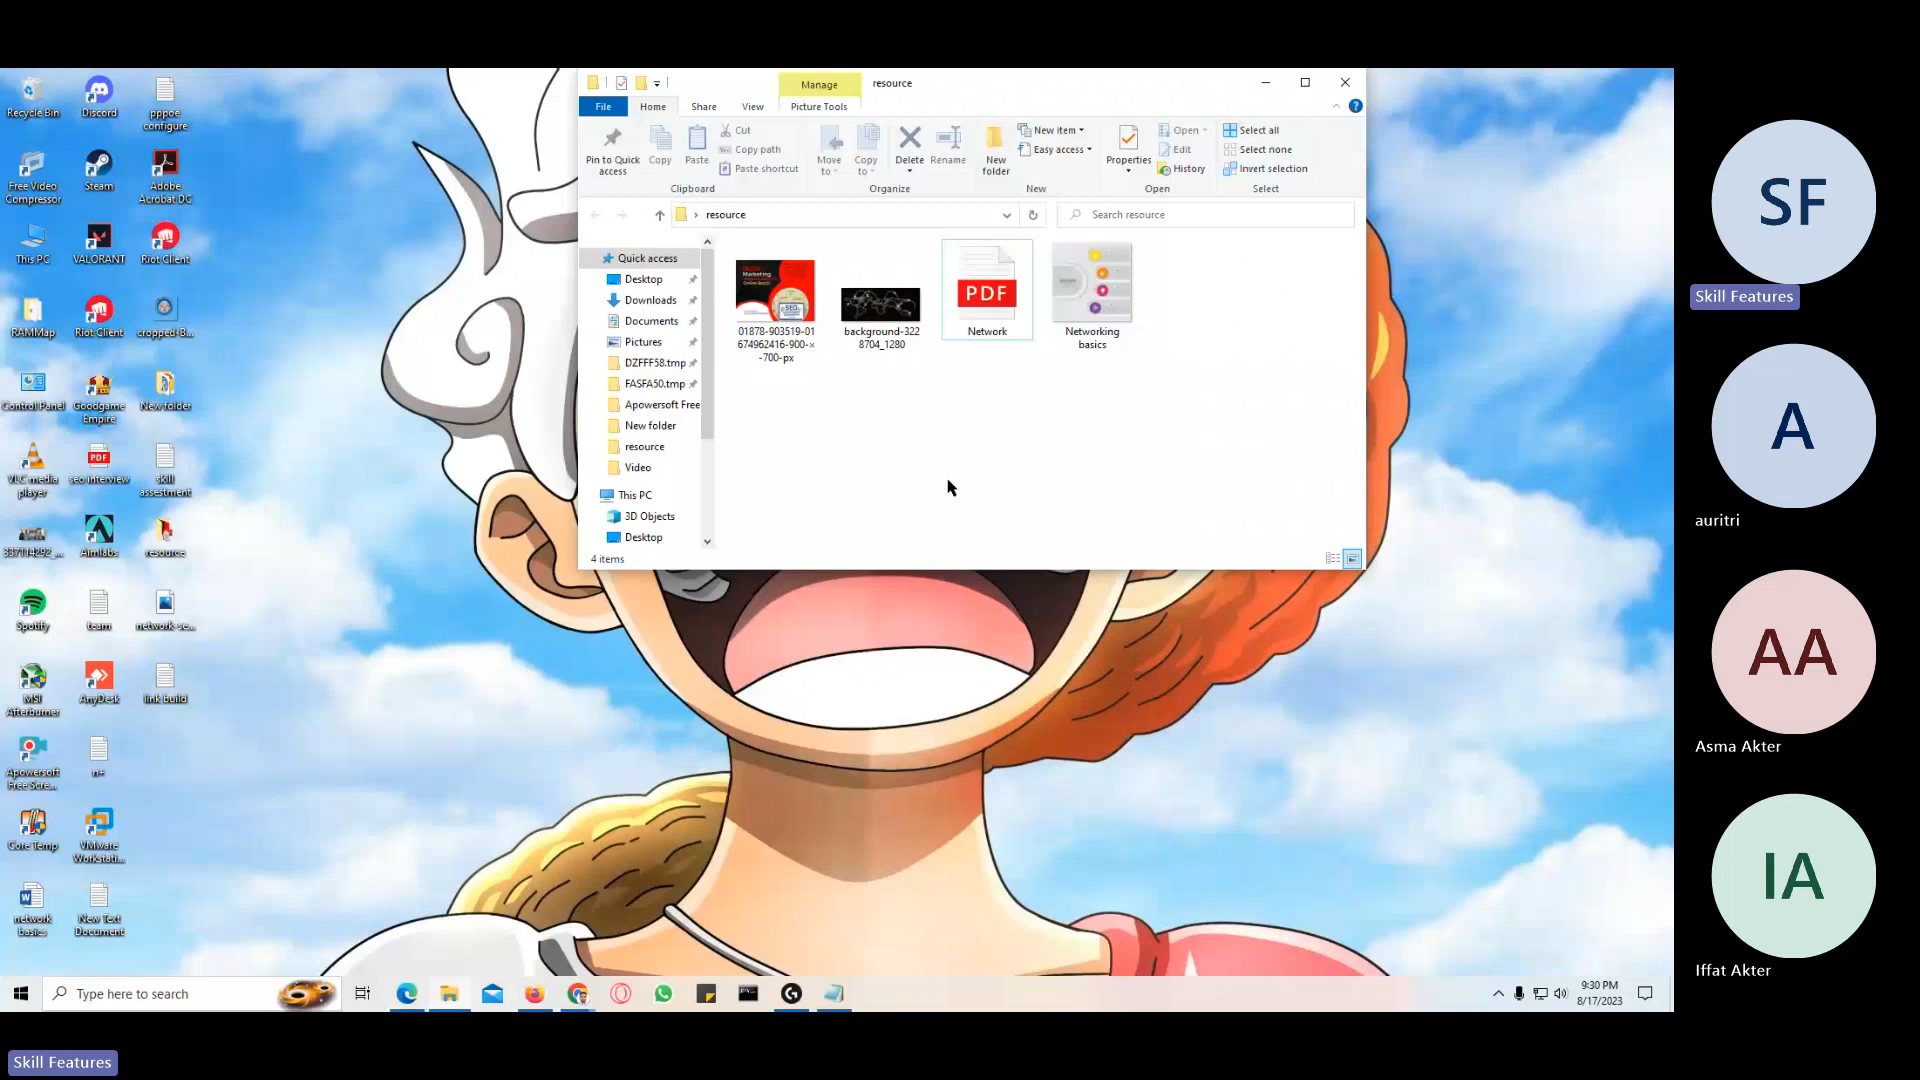 Manage
resource
File
Home
Share
View
Picture Tools
Pin to Quick
access
Copy
Paste
Cut
Copy path
Paste shortcut
Clipboard
Move
to
Copy
to
Delete
Rename
Organize
New
folder
New item
Easy access
New
Properties
Open
Edit
History
Open
Select all
Select none
Invert selection
Select
resource
Search resource
Quick access
Desktop
Downloads
Documents
Pictures
DZFFF58.tmp
FASFA50.tmp
Apowersoft Free
New folder
resource
Video
This PC
3D Objects
Desktop
4 items
Marketing
SEO
01878-903519-01
674962416-900-×
-700-px
background-322
8704_1280
PDF
Network
Networking
basics
Recycle Bin
Discord
pppoe
configure
Free Video
Compressor
Steam
Adobe
Acrobat DC
This PC
VALORANT
Riot Client
RAMMap
Riot Client
cropped-B...
Control Panel
Goodgame
Empire
New folder
VLC media
player
PDF
seo interview
skill
assestment
337114292_...
Aimlabs
resource
Spotify
team
network-se...
MSI
Afterburner
AnyDesk
link build
Apowersoft
Free Scre...
n+
Core Temp
VMware
Workstati...
network
basics
New Text
Document
Type here to search
9:30 PM
8/17/2023
SF
Skill Features
A
auritri
AA
Asma Akter
IA
Iffat Akter
Skill Features